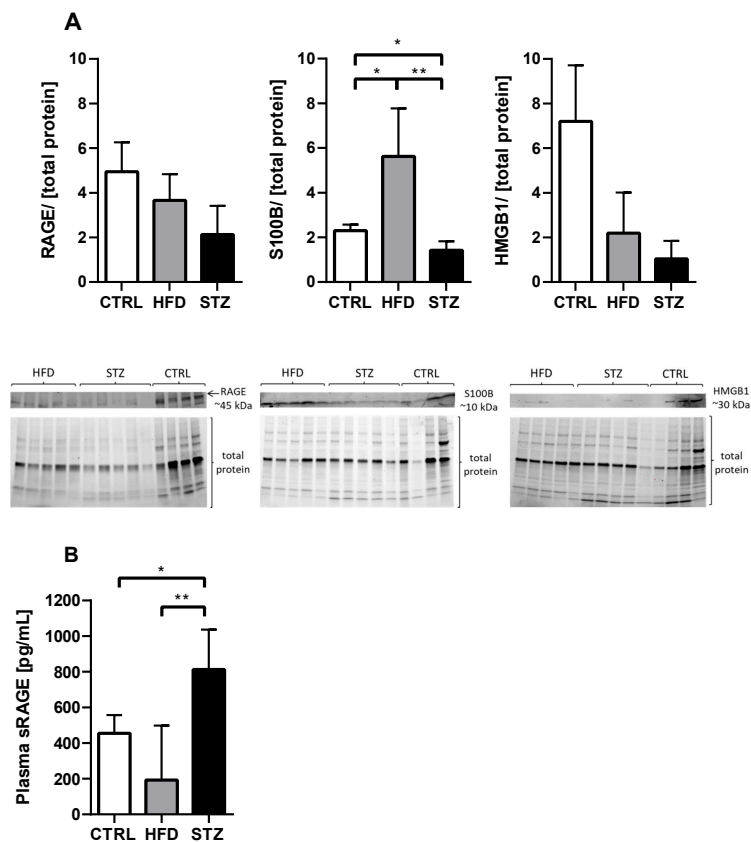 A
RAGE/ [total protein]
10
8
6
4
2
0
CTRL HFD STZ
S100B/ [total protein]
10
8
6
4
2
0
*
* **
CTRL HFD STZ
HMGB1/ [total protein]
10
8
6
4
2
0
CTRL HFD STZ
HFD STZ CTRL
←RAGE
~45 kDa
total
protein
HFD STZ CTRL
S100B
~10 kDa
total
protein
HFD STZ CTRL
HMGB1
~30 kDa
total
protein
B
Plasma sRAGE [pg/mL]
1200
1000
800
600
400
200
0
*
**
CTRL HFD STZ